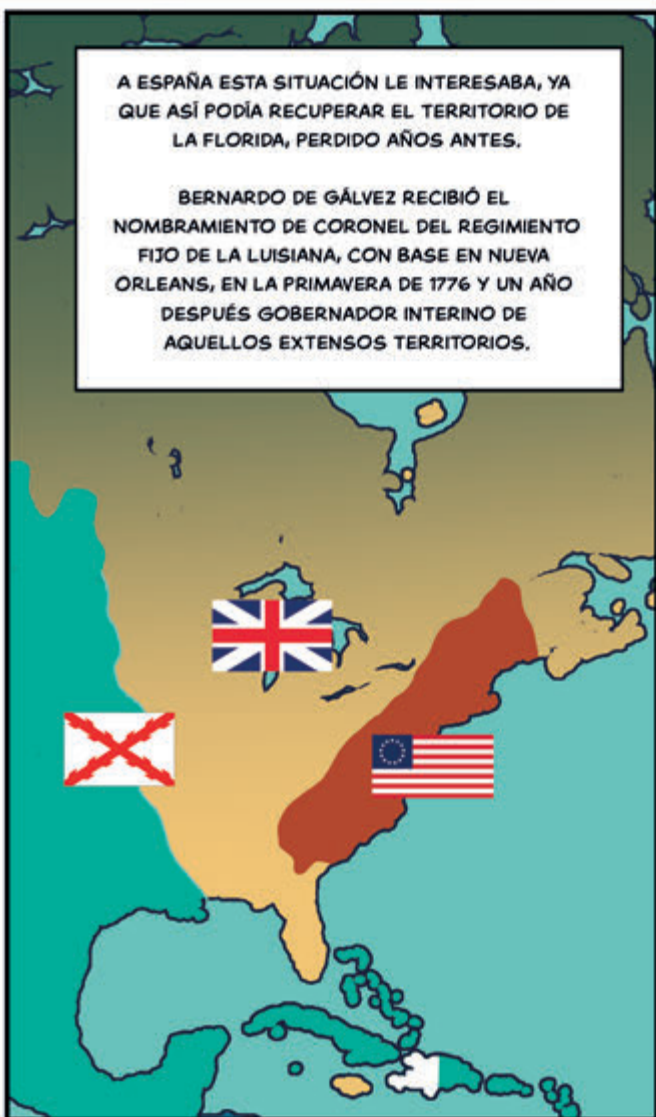 A ESPAÑA ESTA SITUACIÓN LE INTERESABA, YA
QUE ASÍ PODÍA RECUPERAR EL TERRITORIO DE
LA FLORIDA, PERDIDO AÑOS ANTES.
BERNARDO DE GÁLVEZ RECIBIÓ EL
NOMBRAMIENTO DE CORONEL DEL REGIMIENTO
FIJO DE LA LUISIANA, CON BASE EN NUEVA
ORLEANS, EN LA PRIMAVERA DE 1776 Y UN AÑO
DESPUÉS GOBERNADOR INTERINO DE
AQUELLOS EXTENSOS TERRITORIOS.